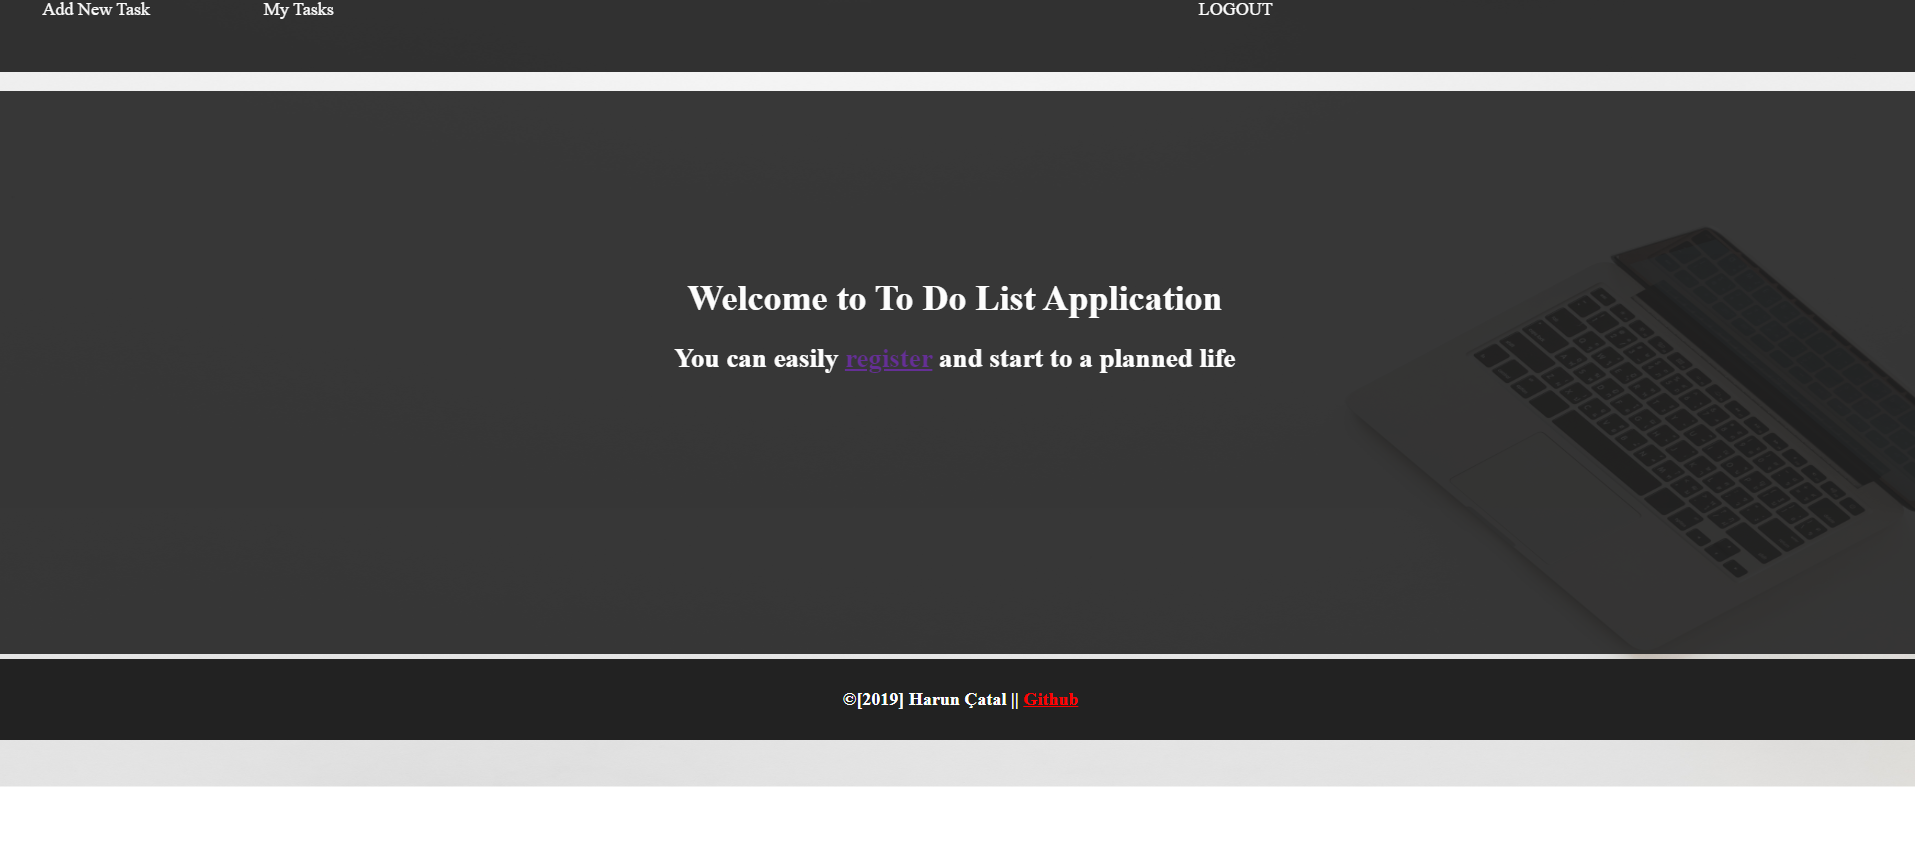 Add New Task My Tasks LOGOUT
Welcome to To Do List Application
You can easily register and start to a planned life
©[2019] Harun Çatal || Github